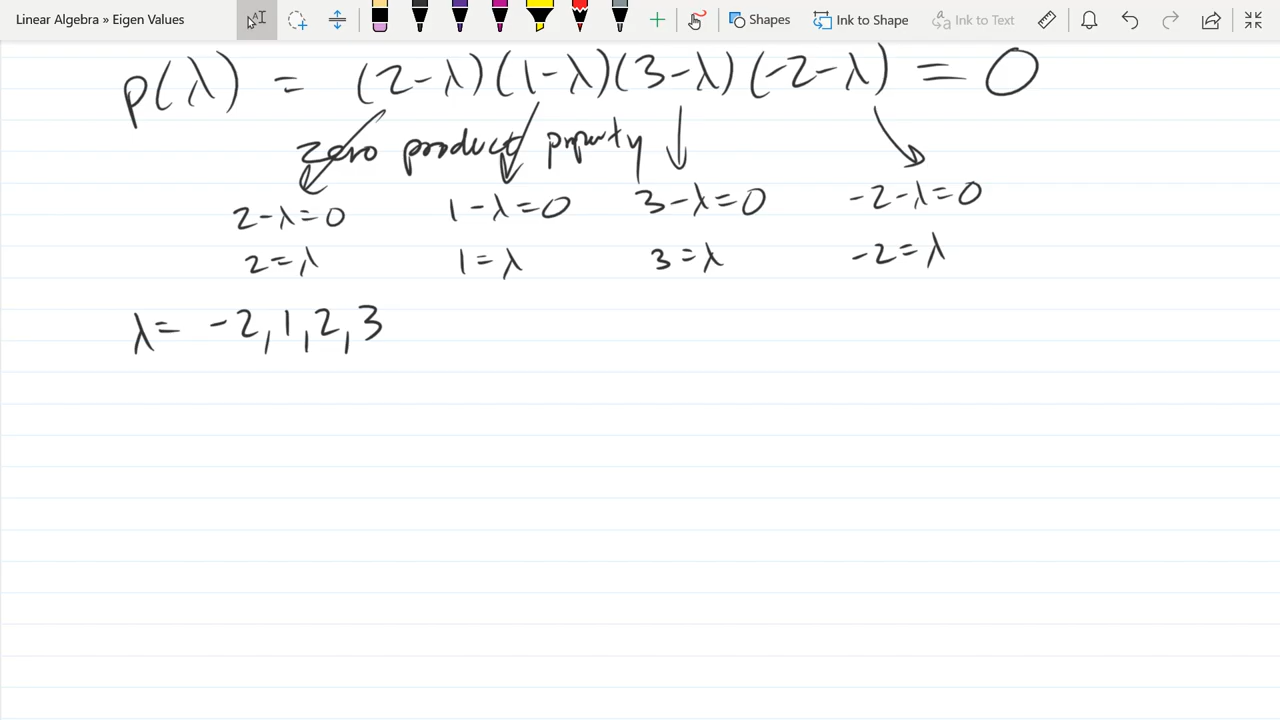 Linear Algebra » Eigen Values Shapes Ink to Shape Ink to Text
p(λ) = (2-λ)(1-λ)(3-λ)(-2-λ) = 0
zero product property
2-λ=0 1-λ=0 3-λ=0 -2-λ=0
2=λ 1=λ 3=λ -2=λ
λ= -2,1,2,3